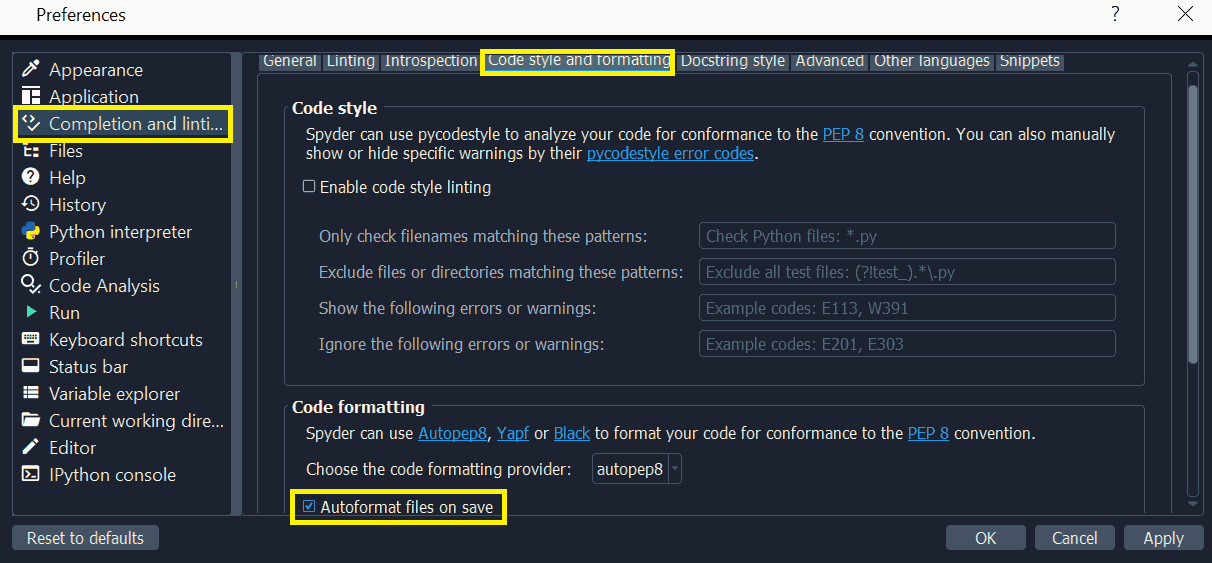 Preferences
?
Appearance
Application
Completion and linti...
Files
Help
History
Python interpreter
Profiler
Code Analysis
Run
Keyboard shortcuts
Status bar
Variable explorer
Current working dire...
Editor
IPython console
General Linting Introspection Code style and formatting Docstring style Advanced Other languages Snippets
Code style
Spyder can use pycodestyle to analyze your code for conformance to the PEP 8 convention. You can also manually
show or hide specific warnings by their pycodestyle error codes.
Enable code style linting
Only check filenames matching these patterns: Check Python files: *.py
Exclude files or directories matching these patterns: Exclude all test files: (?!test_).*\.py
Show the following errors or warnings: Example codes: E113, W391
Ignore the following errors or warnings: Example codes: E201, E303
Code formatting
Spyder can use Autopep8, Yapf or Black to format your code for conformance to the PEP 8 convention.
Choose the code formatting provider: autopep8
Autoformat files on save
Reset to defaults OK Cancel Apply